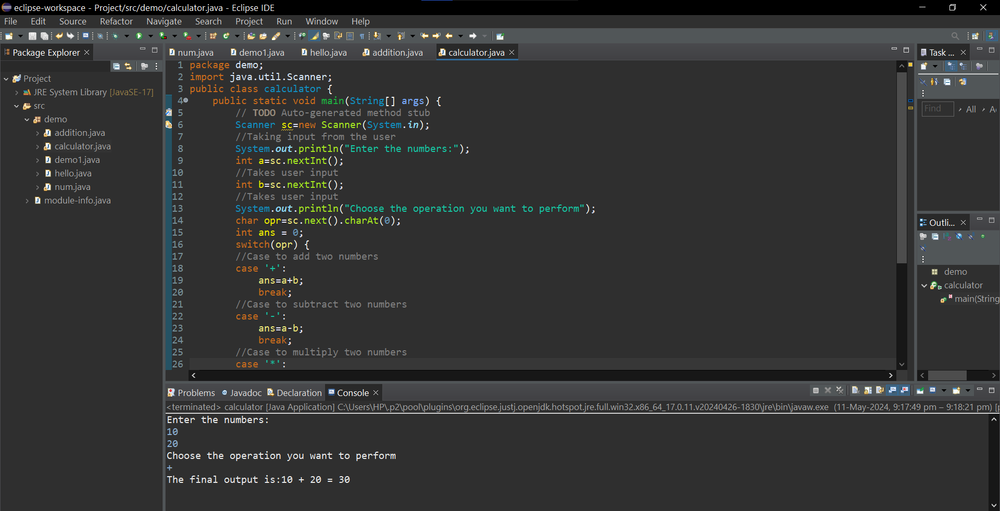 eclipse-workspace - Project/src/demo/calculator.java - Eclipse IDE
File Edit Source Refactor Navigate Search Project Run Window Help
Package Explorer
Project
JRE System Library [JavaSE-17]
src
demo
addition.java
calculator.java
demo1.java
hello.java
num.java
module-info.java
num.java demo1.java hello.java addition.java calculator.java
1 package demo;
2 import java.util.Scanner;
3 public class calculator {
4 public static void main(String[] args) {
5 // TODO Auto-generated method stub
6 Scanner sc=new Scanner(System.in);
7 //Taking input from the user
8 System.out.println("Enter the numbers:");
9 int a=sc.nextInt();
10 //Takes user input
11 int b=sc.nextInt();
12 //Takes user input
13 System.out.println("Choose the operation you want to perform");
14 char opr=sc.next().charAt(0);
15 int ans = 0;
16 switch(opr) {
17 //Case to add two numbers
18 case '+':
19 ans=a+b;
20 break;
21 //Case to subtract two numbers
22 case '-':
23 ans=a-b;
24 break;
25 //Case to multiply two numbers
26 case '*':
Task ...
Find All
Outli...
demo
calculator
main(String
Problems Javadoc Declaration Console
<terminated> calculator [Java Application] C:\Users\HP\.p2\pool\plugins\org.eclipse.justj.openjdk.hotspot.jre.full.win32.x86_64_17.0.11.v20240426-1830\jre\bin\javaw.exe (11-May-2024, 9:17:49 pm – 9:18:21 pm) [p
Enter the numbers:
10
20
Choose the operation you want to perform
+
The final output is:10 + 20 = 30